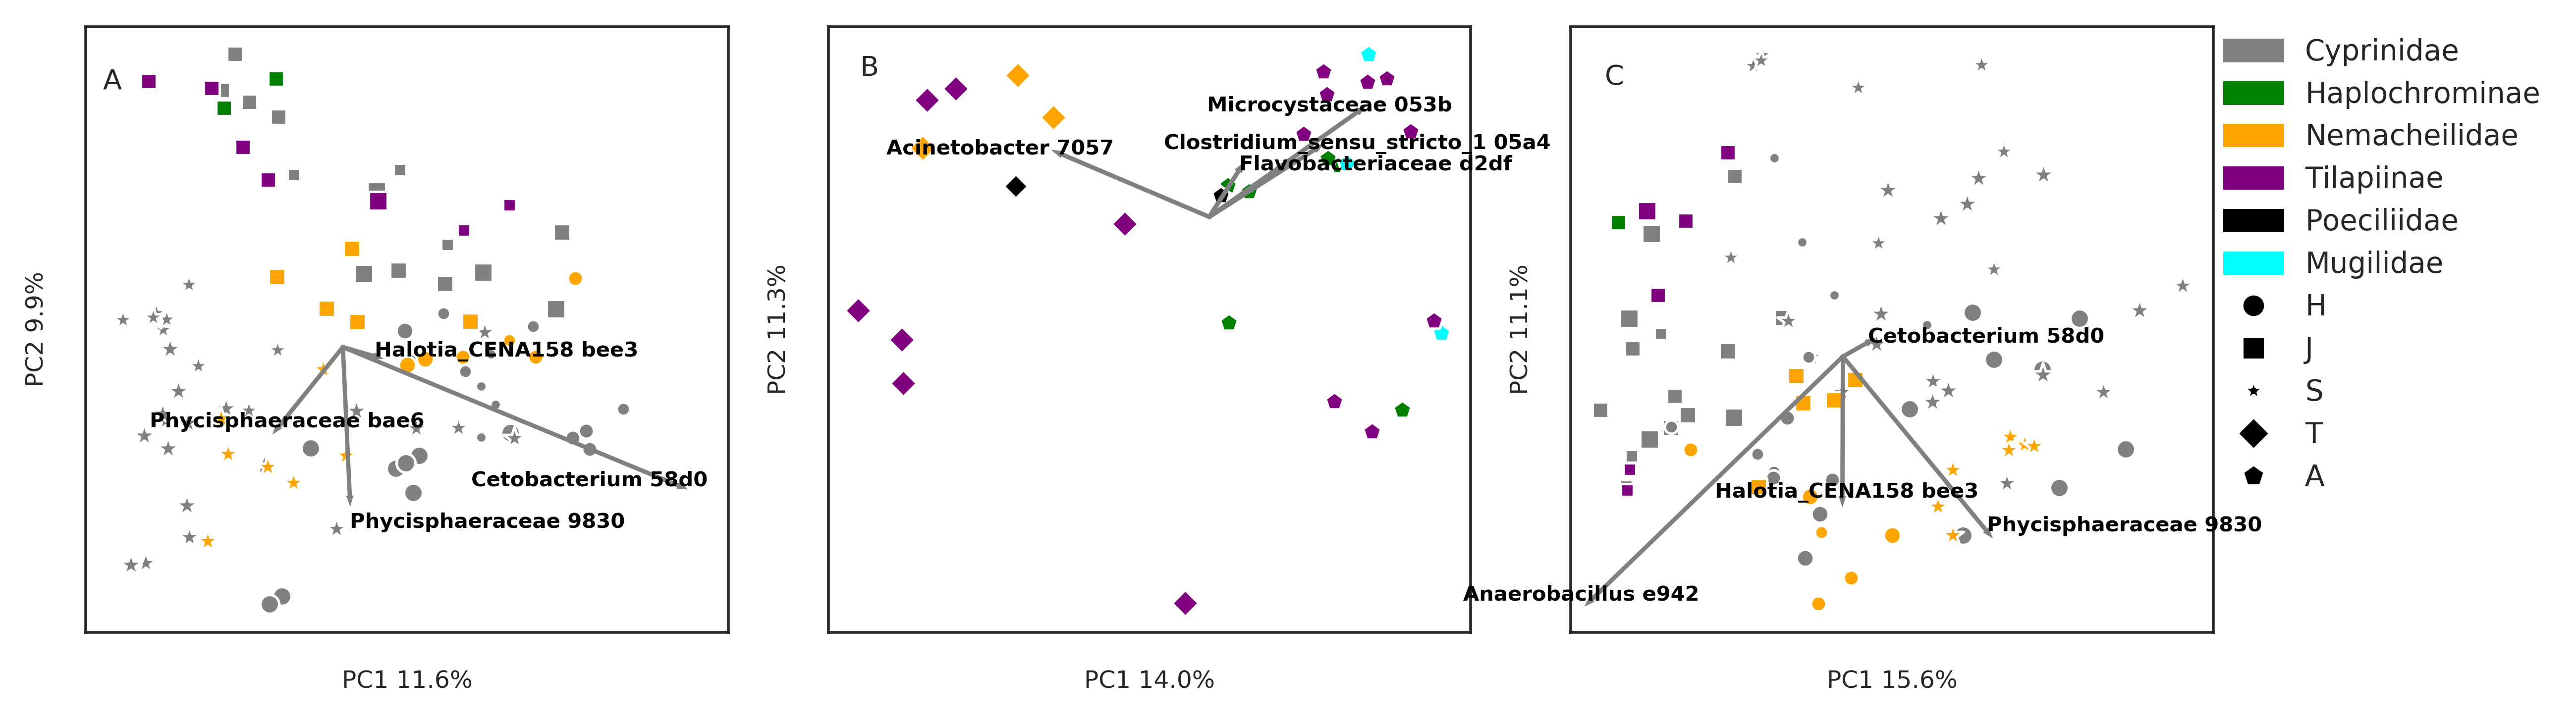 A
Halotia_CENA158 bee3
Phycisphaeraceae bae6
Cetobacterium 58d0
Phycisphaeraceae 9830
PC2 9.9%
PC1 11.6%
B
Microcystaceae 053b
Clostridium_sensu_stricto_1 05a4
Acinetobacter 7057
Flavobacteriaceae d2df
PC2 11.3%
PC1 14.0%
C
Cetobacterium 58d0
Halotia_CENA158 bee3
Phycisphaeraceae 9830
Anaerobacillus e942
PC2 11.1%
PC1 15.6%
Cyprinidae
Haplochrominae
Nemacheilidae
Tilapiinae
Poeciliidae
Mugilidae
H
J
S
T
A